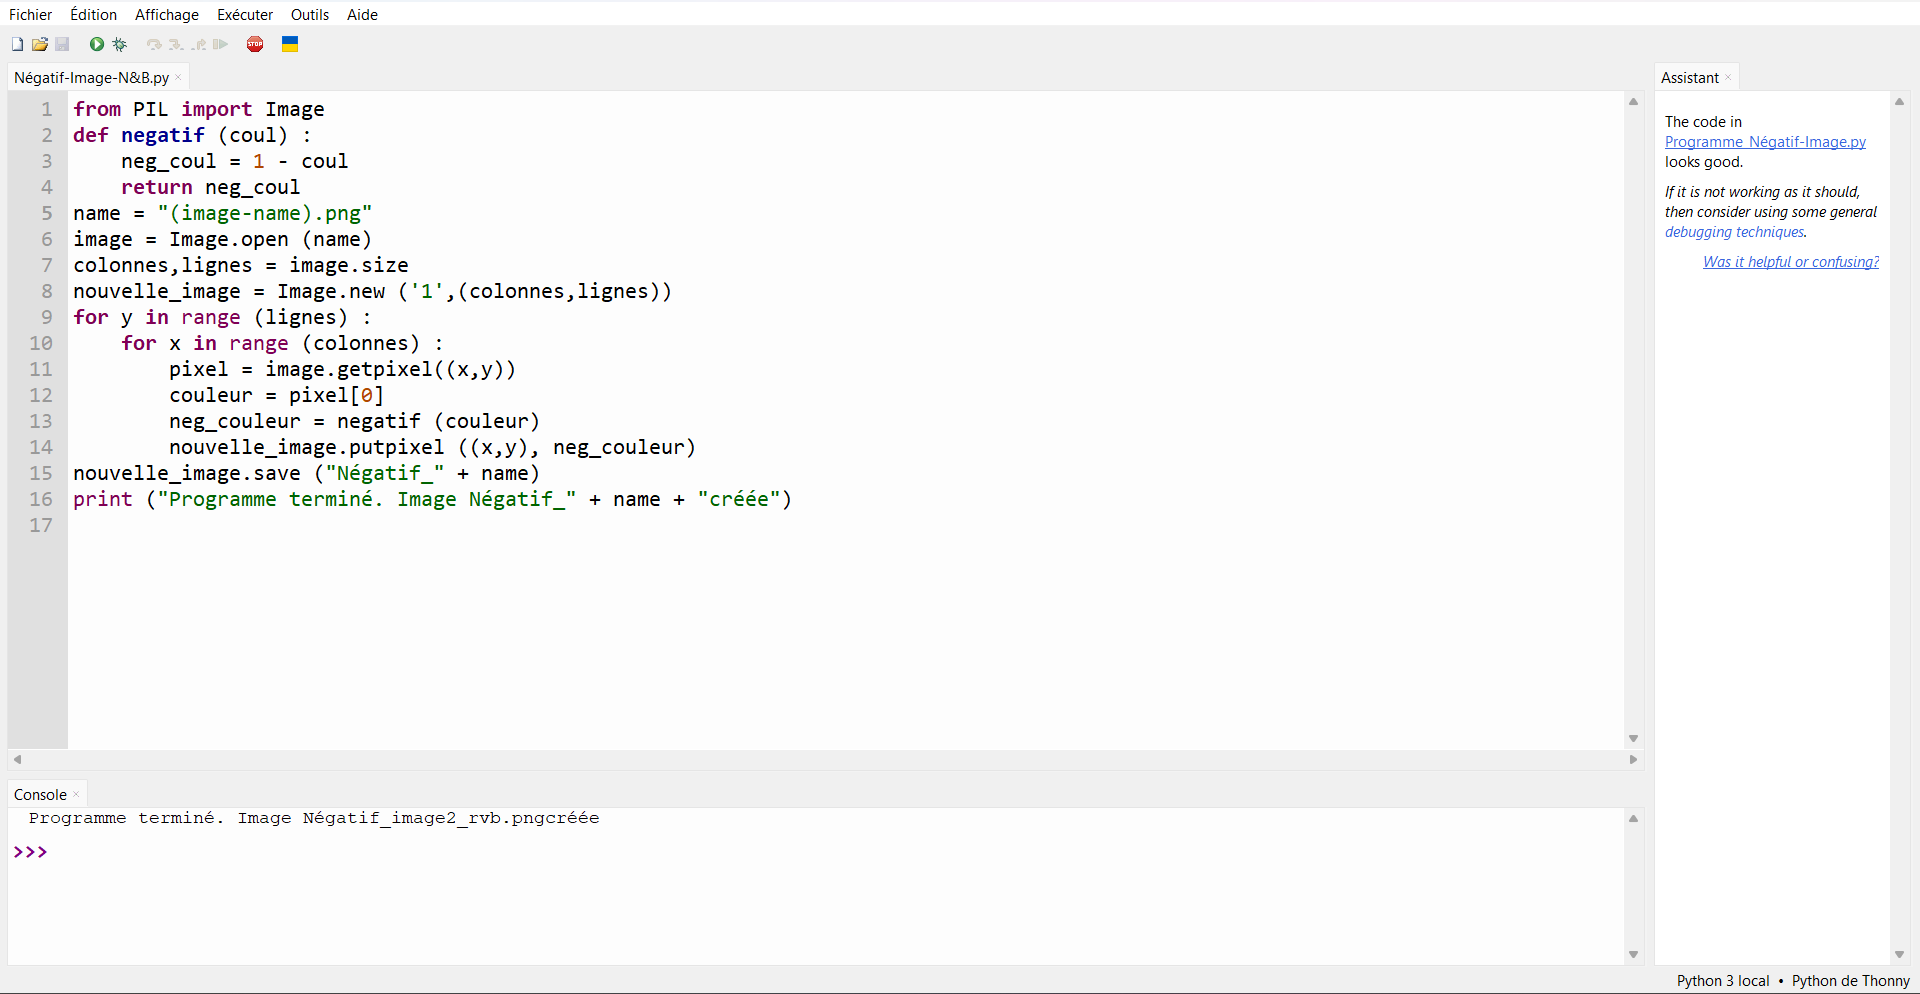 Fichier Édition Affichage Exécuter Outils Aide
STOP
Négatif-Image-N&B.py ×
1 from PIL import Image
2 def negatif (coul) :
3     neg_coul = 1 - coul
4     return neg_coul
5 name = "(image-name).png"
6 image = Image.open (name)
7 colonnes,lignes = image.size
8 nouvelle_image = Image.new ('1',(colonnes,lignes))
9 for y in range (lignes) :
10     for x in range (colonnes) :
11         pixel = image.getpixel((x,y))
12         couleur = pixel[0]
13         neg_couleur = negatif (couleur)
14         nouvelle_image.putpixel ((x,y), neg_couleur)
15 nouvelle_image.save ("Négatif_" + name)
16 print ("Programme terminé. Image Négatif_" + name + "créée")
17
Console ×
Programme terminé. Image Négatif_image2_rvb.pngcréée
>>>
Assistant ×
The code in
Programme_Négatif-Image.py
looks good.
If it is not working as it should,
then consider using some general
debugging techniques.
Was it helpful or confusing?
Python 3 local • Python de Thonny